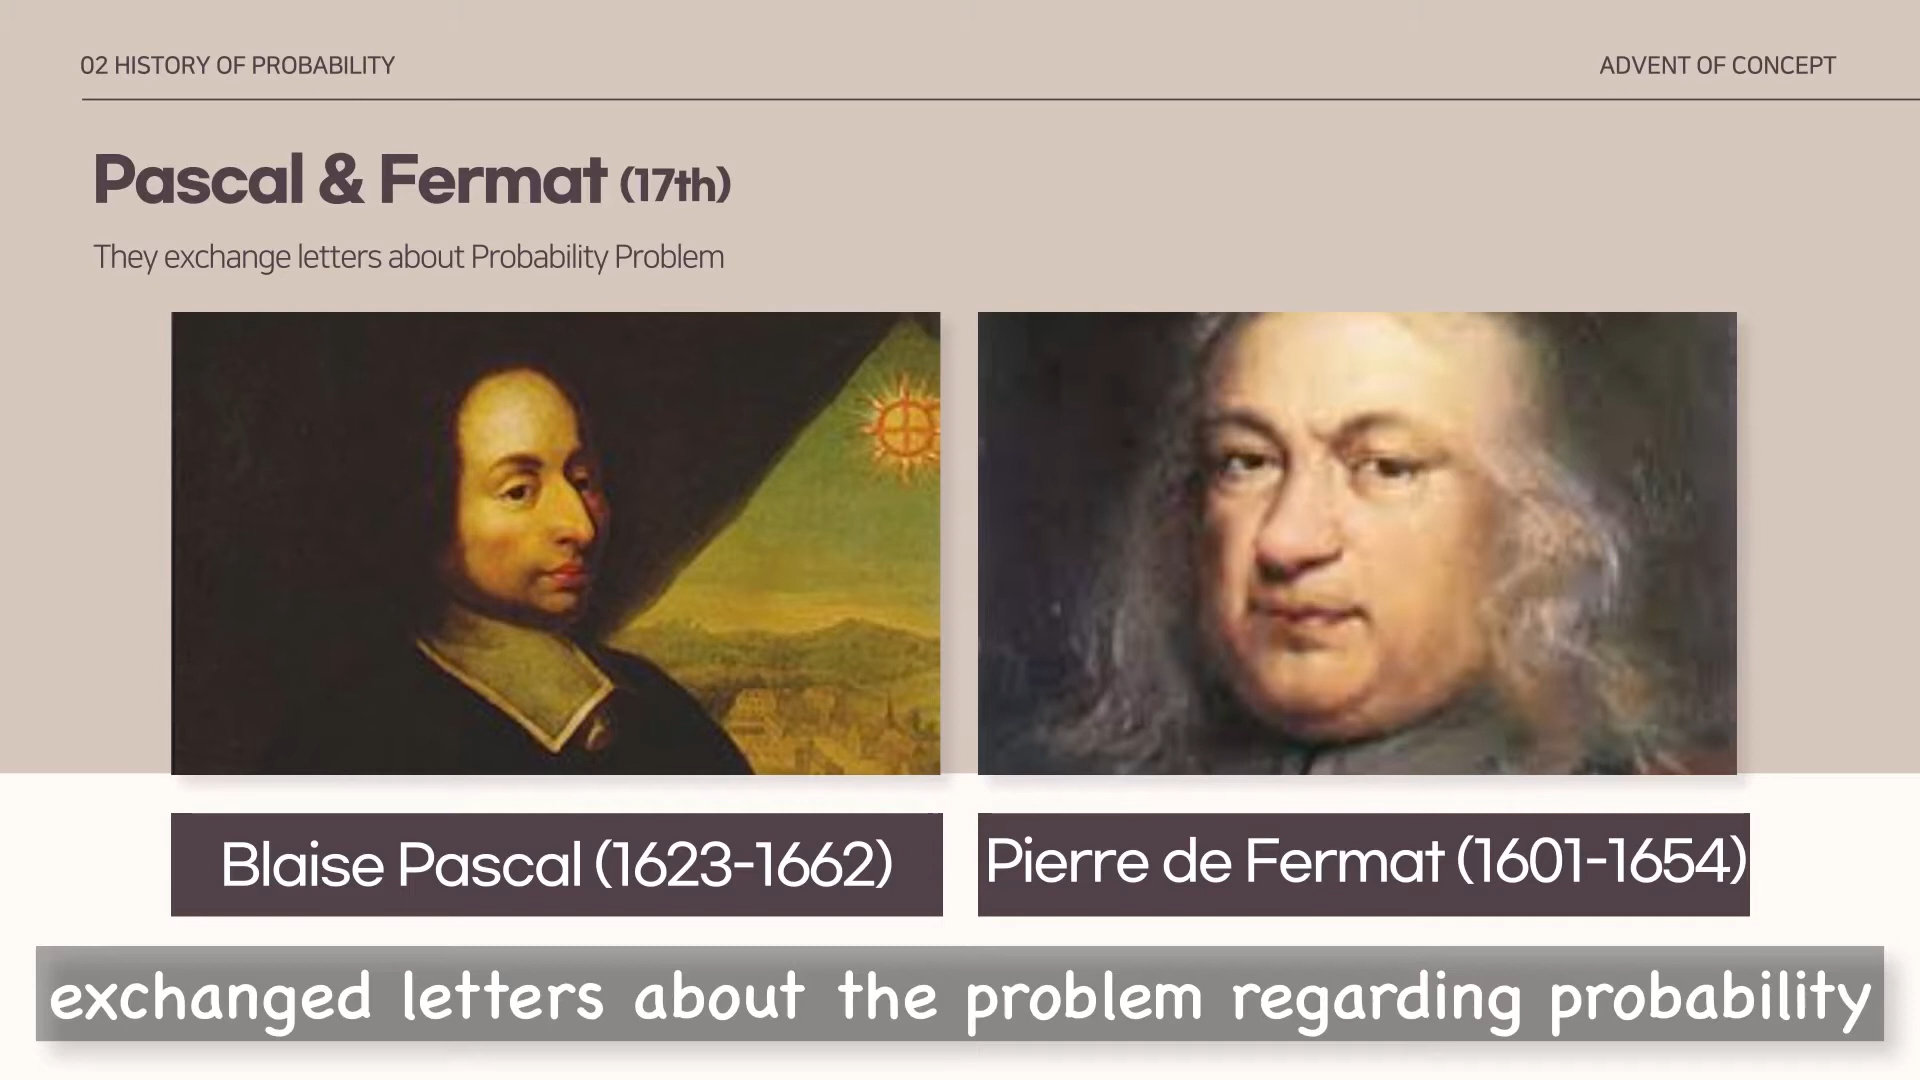 02 HISTORY OF PROBABILITY
ADVENT OF CONCEPT
Pascal & Fermat (17th)
They exchange letters about Probability Problem
Blaise Pascal (1623-1662)
Pierre de Fermat (1601-1654)
exchanged letters about the problem regarding probability